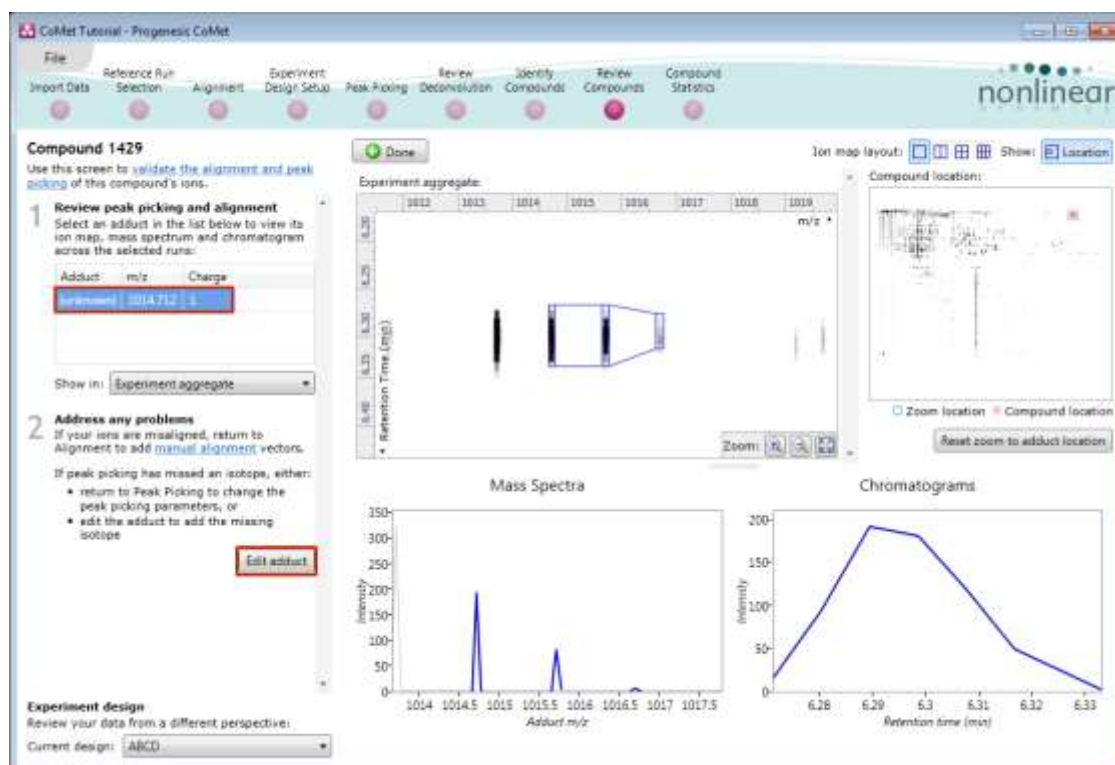 CoMet Tutorial - Progenesis CoMet
File
Import Data
Reference Run Selection
Alignment
Experiment Design Setup
Peak Picking
Review Deconvolution
Identify Compounds
Review Compounds
Compound Statistics
nonlinear
Compound 1429
Use this screen to validate the alignment and peak
picking of this compound's ions.
1 Review peak picking and alignment
Select an adduct in the list below to view its
ion map, mass spectrum and chromatogram
across the selected runs:
Adduct m/z Charge
(unknown) 1014.712 1
Show in: Experiment aggregate
2 Address any problems
If your ions are misaligned, return to
Alignment to add manual alignment vectors.
If peak picking has missed an isotope, either:
• return to Peak Picking to change the
peak picking parameters, or
• edit the adduct to add the missing
isotope
Edit adduct
Experiment design
Review your data from a different perspective:
Current design: ABCD
Done
Ion map layout: Show: Location
Experiment aggregate:
1012 1013 1014 1015 1016 1017 1018 1019
m/z
6.20
6.25
6.30
6.35
6.40
Retention Time (min)
Zoom:
Compound location:
Zoom location Compound location
Reset zoom to adduct location
Mass Spectra
350
300
250
200
150
100
50
0
Intensity
1014 1014.5 1015 1015.5 1016 1016.5 1017 1017.5
Adduct m/z
Chromatograms
200
150
100
50
0
Intensity
6.28 6.29 6.3 6.31 6.32 6.33
Retention time (min)